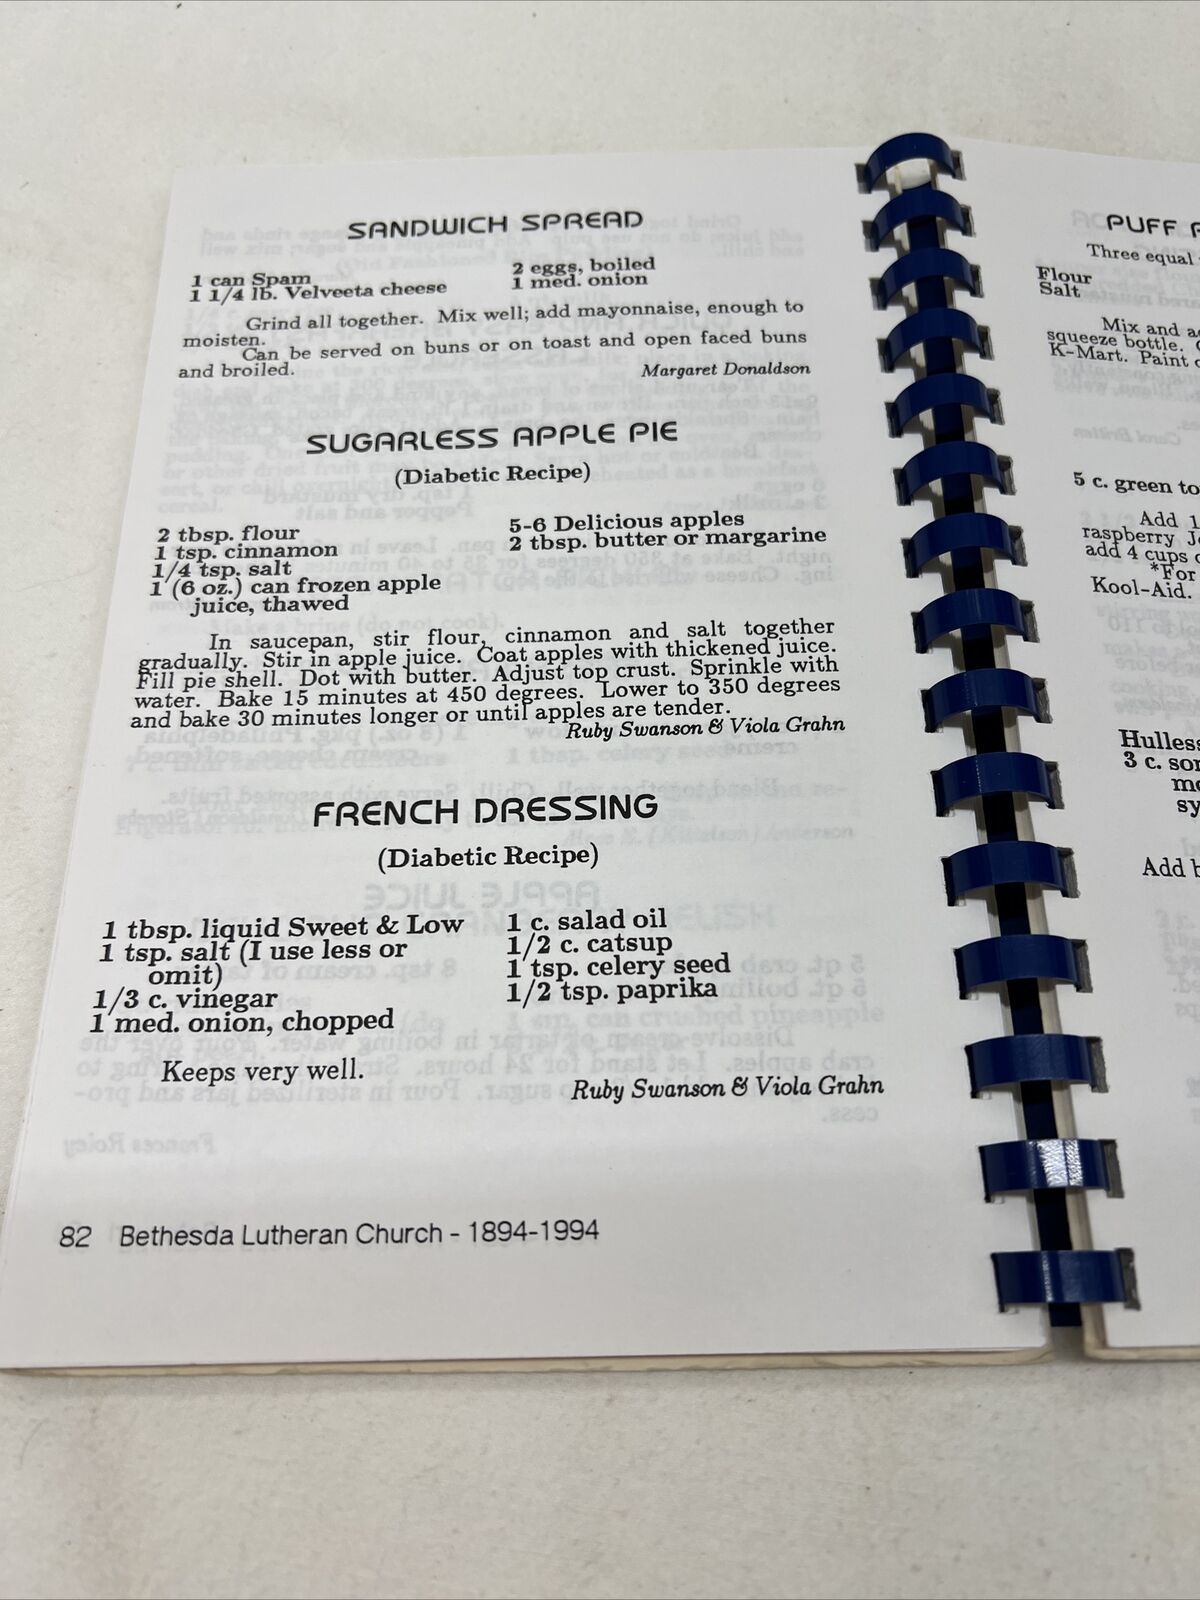 SANDWICH SPREAD
1 can Spam
1 1/4 lb. Velveeta cheese
2 eggs, boiled
1 med. onion
Grind all together. Mix well; add mayonnaise, enough to
moisten.
Can be served on buns or on toast and open faced buns
and broiled.
Margaret Donaldson
SUGARLESS APPLE PIE
(Diabetic Recipe)
2 tbsp. flour
1 tsp. cinnamon
1/4 tsp. salt
1 (6 oz.) can frozen apple
juice, thawed
5-6 Delicious apples
2 tbsp. butter or margarine
In saucepan, stir flour, cinnamon and salt together
gradually. Stir in apple juice. Coat apples with thickened juice.
Fill pie shell. Dot with butter. Adjust top crust. Sprinkle with
water. Bake 15 minutes at 450 degrees. Lower to 350 degrees
and bake 30 minutes longer or until apples are tender.
Ruby Swanson & Viola Grahn
FRENCH DRESSING
(Diabetic Recipe)
1 tbsp. liquid Sweet & Low
1 tsp. salt (I use less or
omit)
1/3 c. vinegar
1 med. onion, chopped
1 c. salad oil
1/2 c. catsup
1 tsp. celery seed
1/2 tsp. paprika
Keeps very well.
Ruby Swanson & Viola Grahn
82 Bethesda Lutheran Church - 1894-1994
PUFF
Three equal
Flour
Salt
Mix and
squeeze bottle.
K-Mart. Paint
5 c. green
Add
raspberry
add 4 cups
*For
Kool-Aid.
3 c.
Add